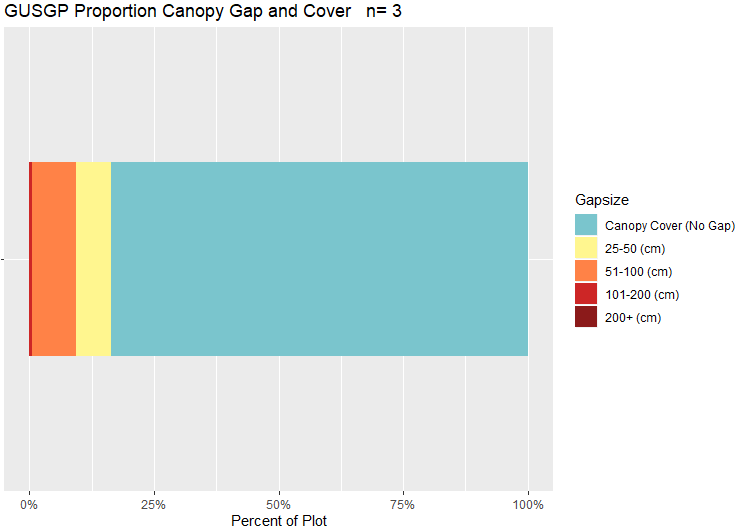 GUSGP Proportion Canopy Gap and Cover   n= 3
Gapsize
Canopy Cover (No Gap)
25-50 (cm)
51-100 (cm)
101-200 (cm)
200+ (cm)
0%
25%
50%
75%
100%
Percent of Plot